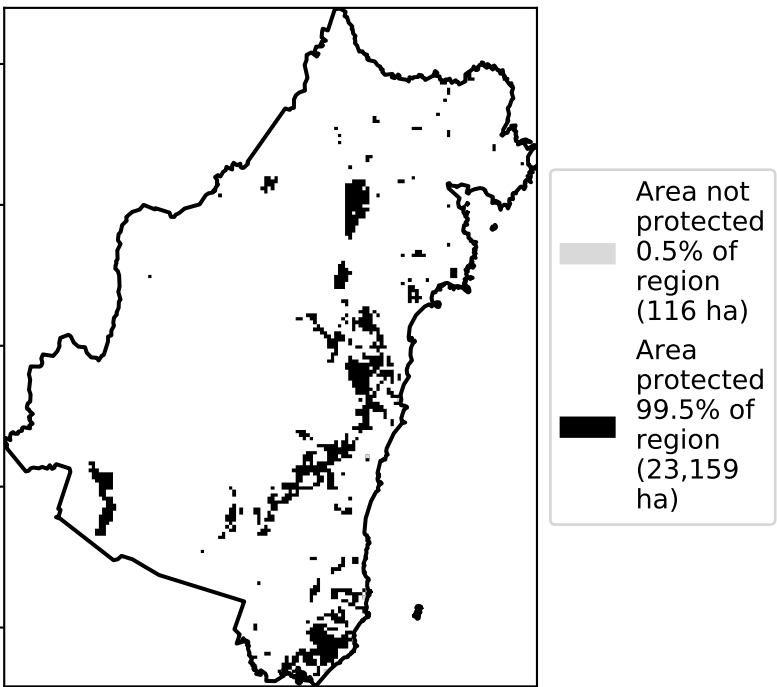 Area not
protected
0.5% of
region
(116 ha)
Area
protected
99.5% of
region
(23,159
ha)